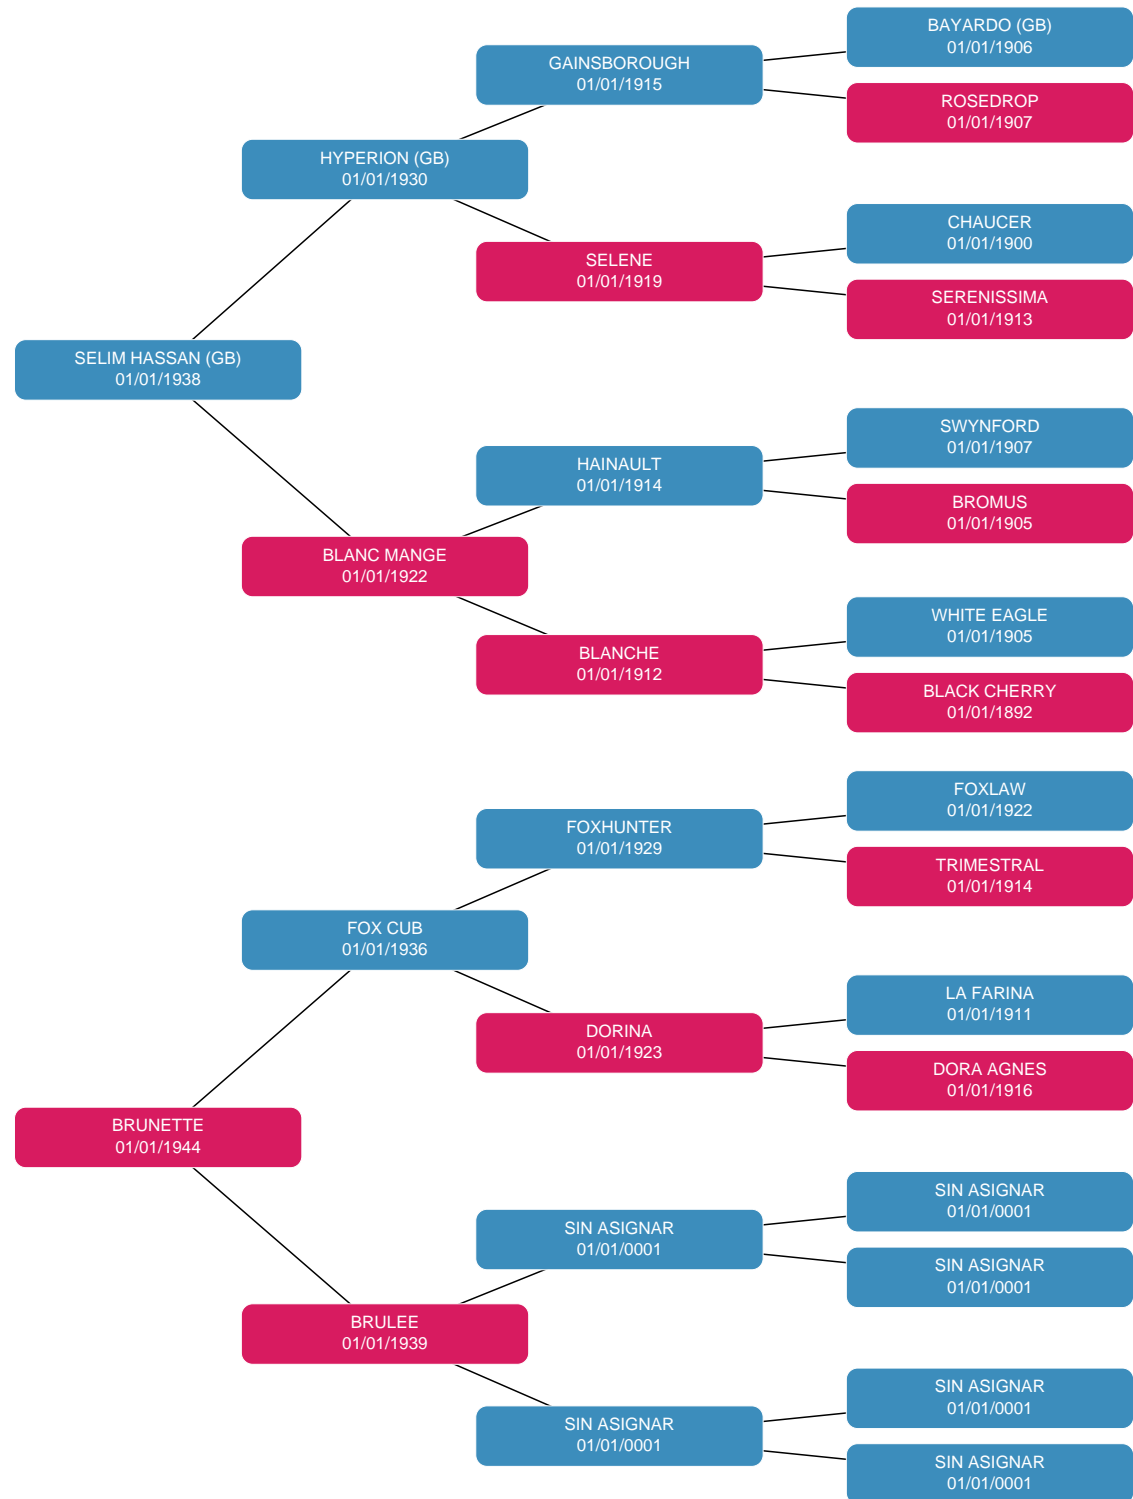 BAYARDO (GB)
01/01/1906
GAINSBOROUGH
01/01/1915
ROSEDROP
01/01/1907
HYPERION (GB)
01/01/1930
CHAUCER
01/01/1900
SELENE
01/01/1919
SERENISSIMA
01/01/1913
SELIM HASSAN (GB)
01/01/1938
SWYNFORD
01/01/1907
HAINAULT
01/01/1914
BROMUS
01/01/1905
BLANC MANGE
01/01/1922
WHITE EAGLE
01/01/1905
BLANCHE
01/01/1912
BLACK CHERRY
01/01/1892
FOXLAW
01/01/1922
FOXHUNTER
01/01/1929
TRIMESTRAL
01/01/1914
FOX CUB
01/01/1936
LA FARINA
01/01/1911
DORINA
01/01/1923
DORA AGNES
01/01/1916
BRUNETTE
01/01/1944
SIN ASIGNAR
01/01/0001
SIN ASIGNAR
01/01/0001
SIN ASIGNAR
01/01/0001
BRULEE
01/01/1939
SIN ASIGNAR
01/01/0001
SIN ASIGNAR
01/01/0001
SIN ASIGNAR
01/01/0001